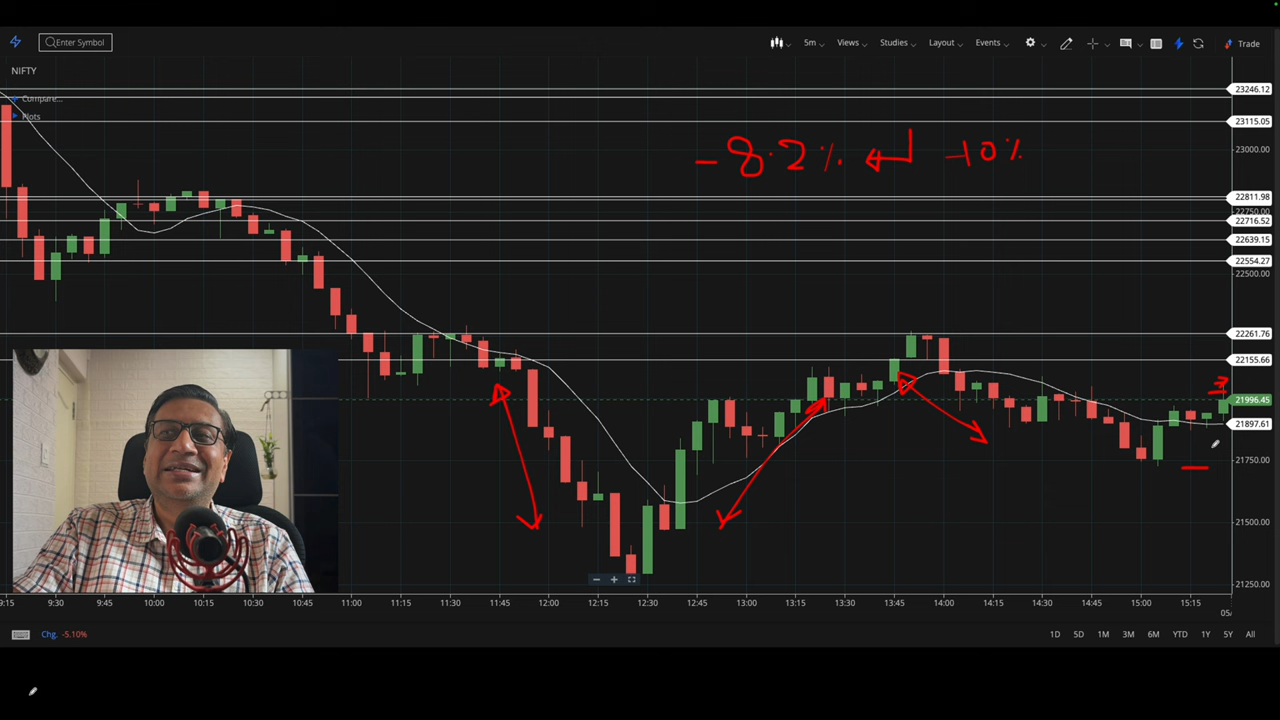 Enter Symbol
5m Views Studies Layout Events Trade
NIFTY
Compare...
Plots
-8.2% -10%
23246.12
23115.05
23000.00
22811.98
22750.00
22716.52
22639.15
22554.27
22500.00
22261.76
22155.66
21996.45
21897.61
21750.00
21500.00
21250.00
9:15 9:30 9:45 10:00 10:15 10:30 10:45 11:00 11:15 11:30 11:45 12:00 12:15 12:30 12:45 13:00 13:15 13:30 13:45 14:00 14:15 14:30 14:45 15:00 15:15
05/
Chg. -5.10% 1D 5D 1M 3M 6M YTD 1Y 5Y All